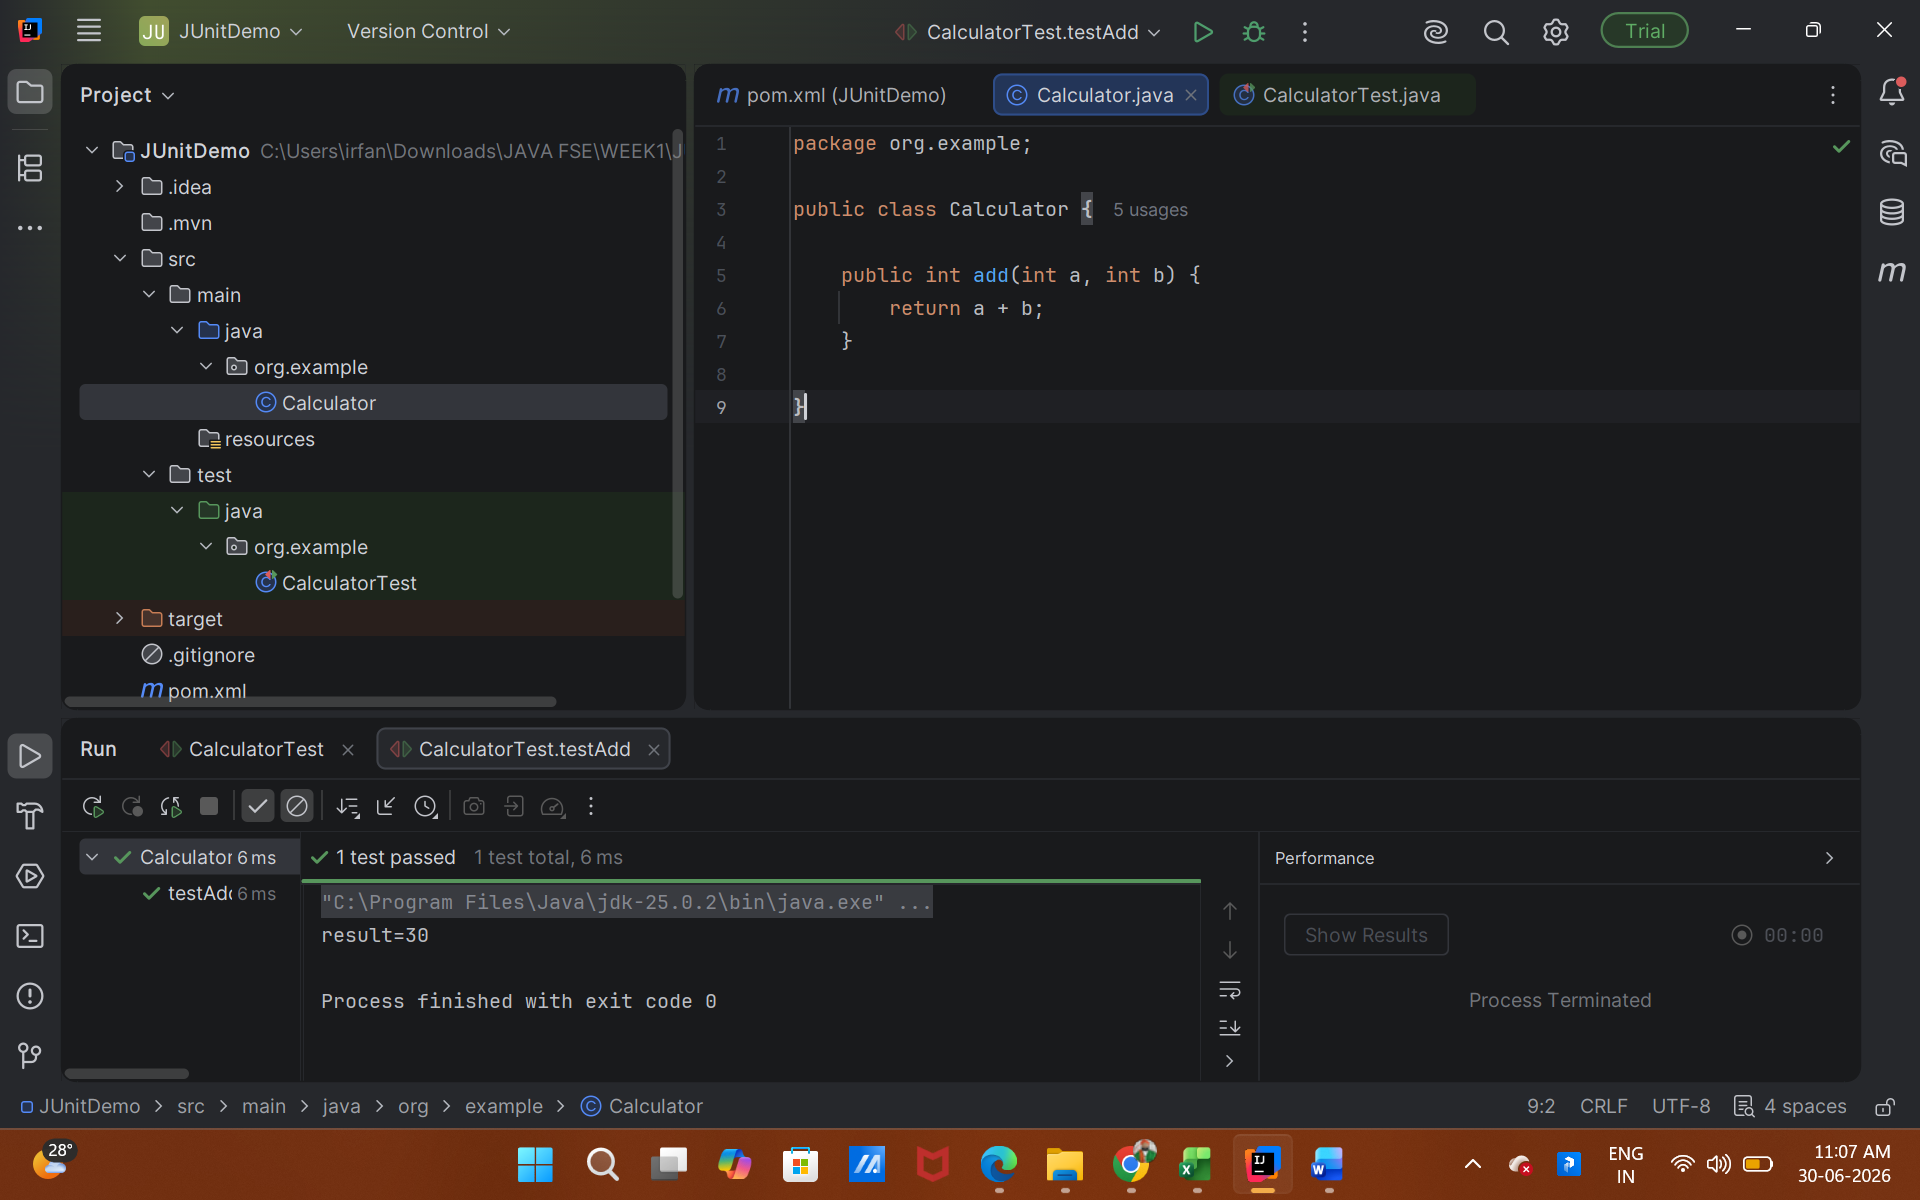 JU JUnitDemo Version Control CalculatorTest.testAdd Trial
Project
JUnitDemo C:\Users\irfan\Downloads\JAVA FSE\WEEK1\J
.idea
.mvn
src
main
java
org.example
Calculator
resources
test
java
org.example
CalculatorTest
target
.gitignore
pom.xml
pom.xml (JUnitDemo) Calculator.java CalculatorTest.java
1 package org.example;
2
3 public class Calculator { 5 usages
4
5 public int add(int a, int b) {
6 return a + b;
7 }
8
9 }
Run CalculatorTest CalculatorTest.testAdd
Calculator 6 ms
testAdd 6 ms
1 test passed 1 test total, 6 ms
"C:\Program Files\Java\jdk-25.0.2\bin\java.exe" ...
result=30
Process finished with exit code 0
Performance
Show Results 00:00
Process Terminated
JUnitDemo > src > main > java > org > example > Calculator 9:2 CRLF UTF-8 4 spaces
28°
ENG
IN
11:07 AM
30-06-2026